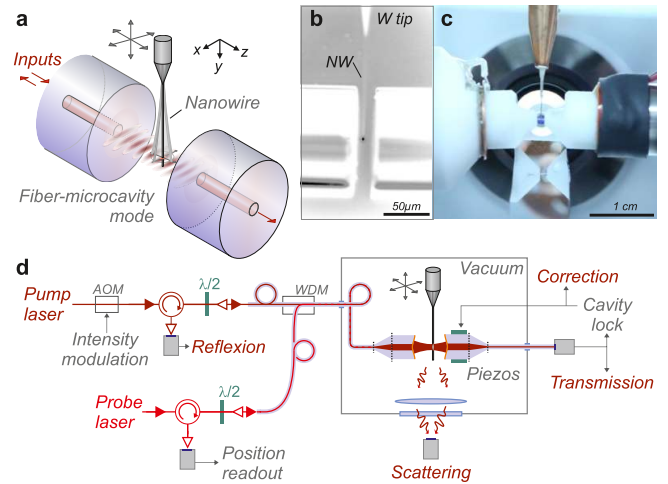 a
x
y
z
Inputs
Nanowire
Fiber-microcavity
mode
b
W tip
NW
50µm
c
1 cm
d
AOM
λ/2
WDM
Vacuum
Correction
Pump
laser
Cavity
lock
Intensity
modulation
Reflexion
Piezos
Transmission
Probe
laser
λ/2
Position
readout
Scattering